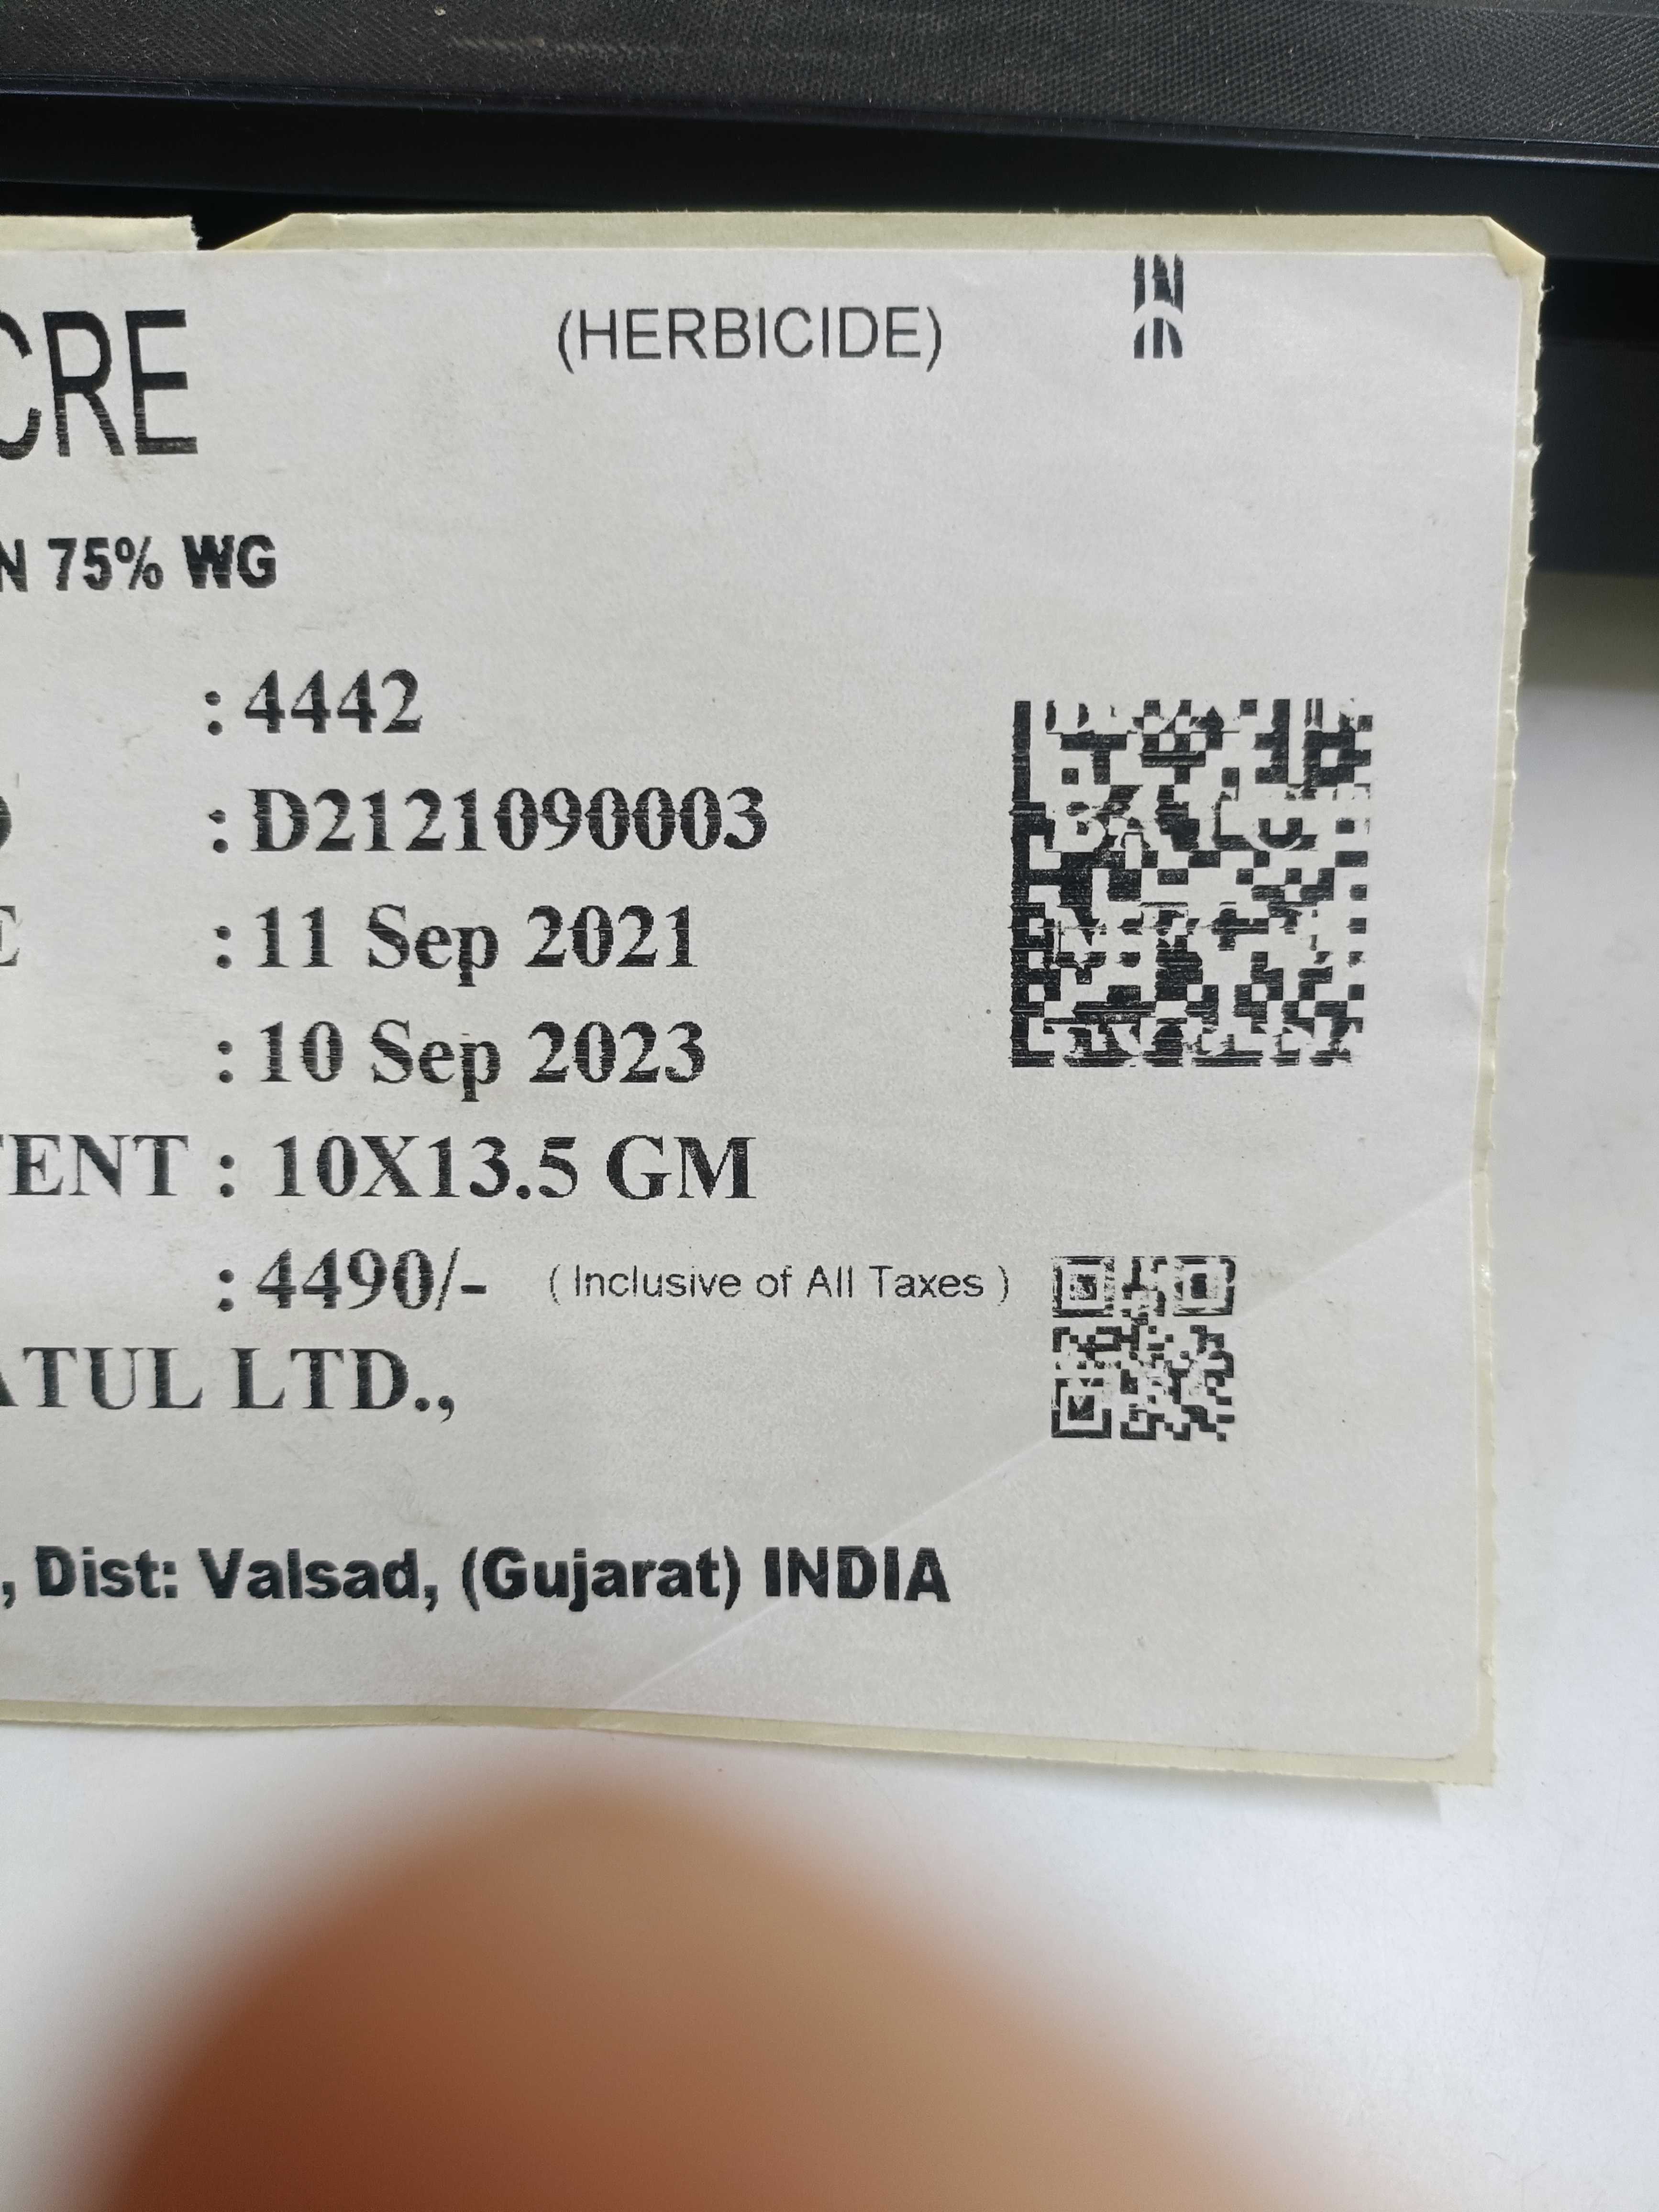 CRE (HERBICIDE)
N 75% WG
: 4442
: D2121090003
E : 11 Sep 2021
: 10 Sep 2023
TENT : 10X13.5 GM
: 4490/- ( Inclusive of All Taxes )
ATUL LTD.,
, Dist: Valsad, (Gujarat) INDIA